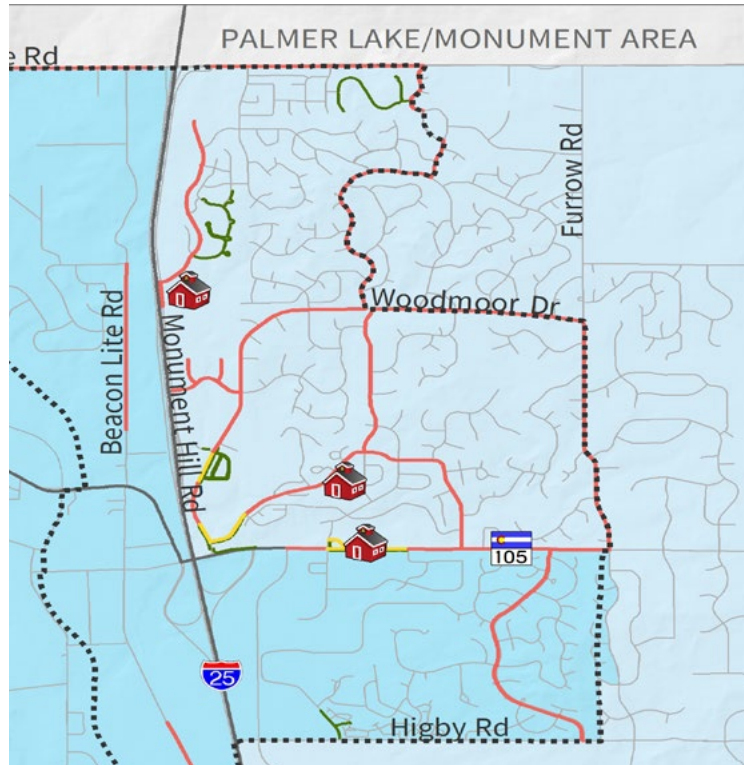 PALMER LAKE/MONUMENT AREA
e Rd
Furrow Rd
Woodmoor Dr
Beacon Lite Rd
Monument Hill Rd
105
25
Higby Rd